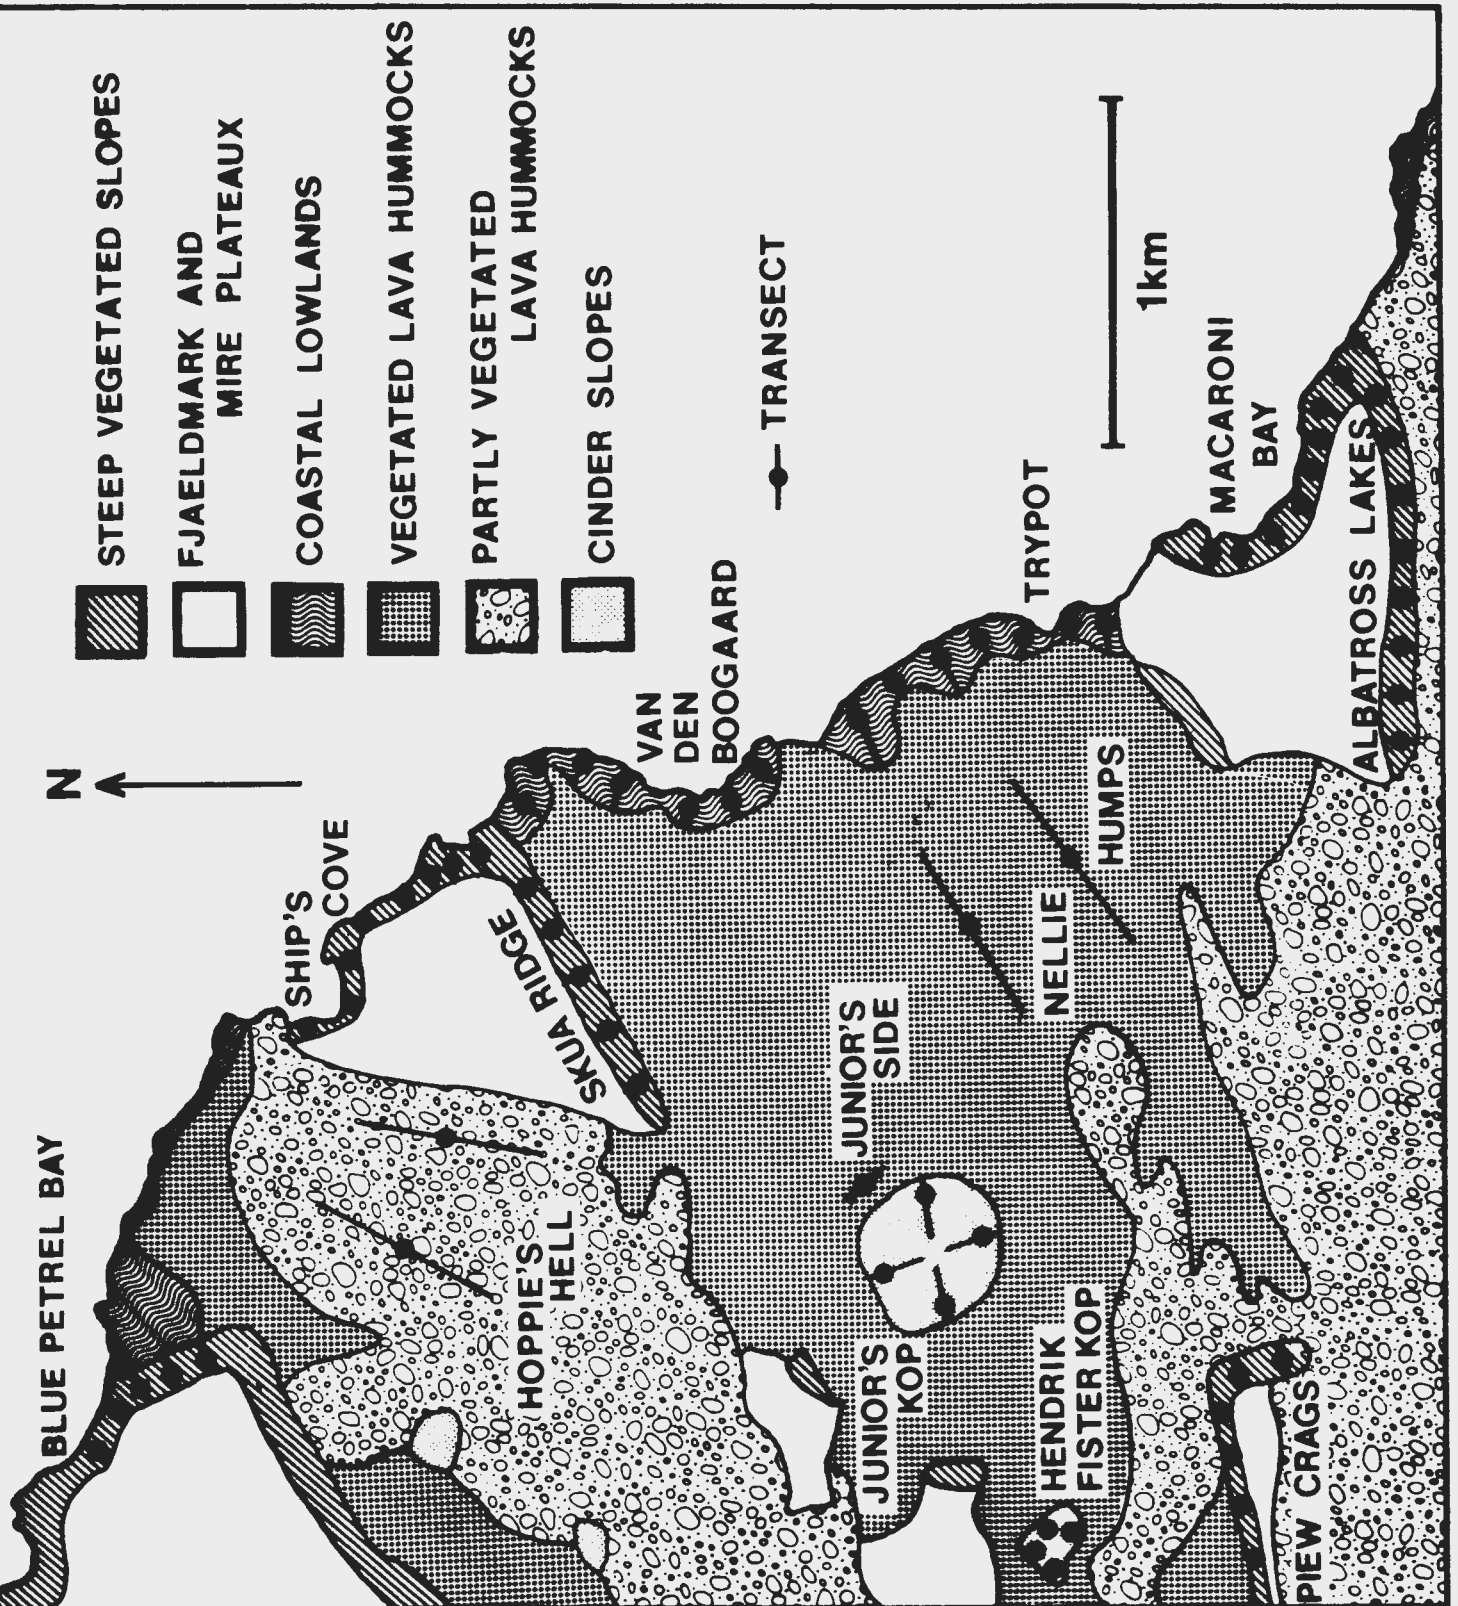 STEEP VEGETATED SLOPES
FJAELDMARK AND
MIRE PLATEAUX
COASTAL LOWLANDS
VEGETATED LAVA HUMMOCKS
PARTLY VEGETATED
LAVA HUMMOCKS
CINDER SLOPES
TRANSECT
1km
N
BLUE PETREL BAY
SHIP'S
COVE
SKUA RIDGE
VAN
DEN
BOOGAARD
TRYPOT
MACARONI
BAY
ALBATROSS LAKES
HUMPS
NELLIE
JUNIOR'S
SIDE
HOPPIE'S
HELL
JUNIOR'S
KOP
HENDRIK
FISTER KOP
PIEW CRAGS